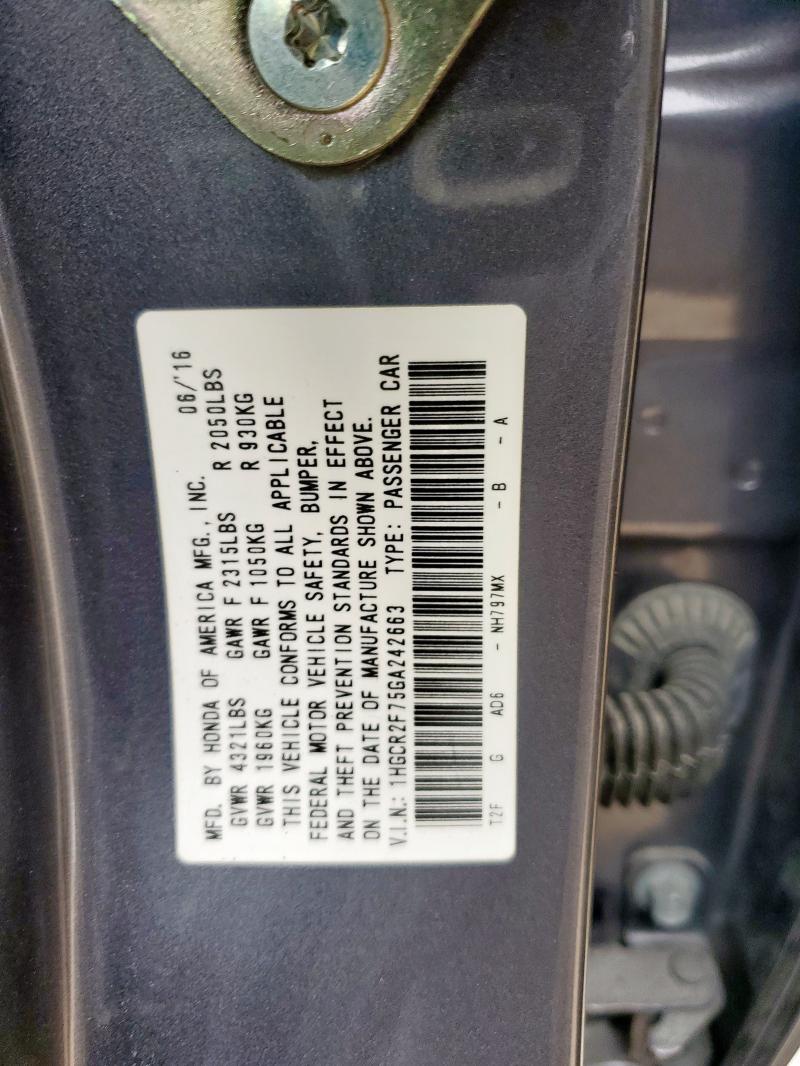 MFD. BY HONDA OF AMERICA MFG., INC. 06/'16
GVWR 4321LBS GAWR F 2315LBS R 2050LBS
GVWR 1960KG GAWR F 1050KG R 930KG
THIS VEHICLE CONFORMS TO ALL APPLICABLE
FEDERAL MOTOR VEHICLE SAFETY, BUMPER,
AND THEFT PREVENTION STANDARDS IN EFFECT
ON THE DATE OF MANUFACTURE SHOWN ABOVE.
V.I.N.: 1HGCR2F75GA242663 TYPE: PASSENGER CAR
T2F G AD6 - NH797MX - B - A